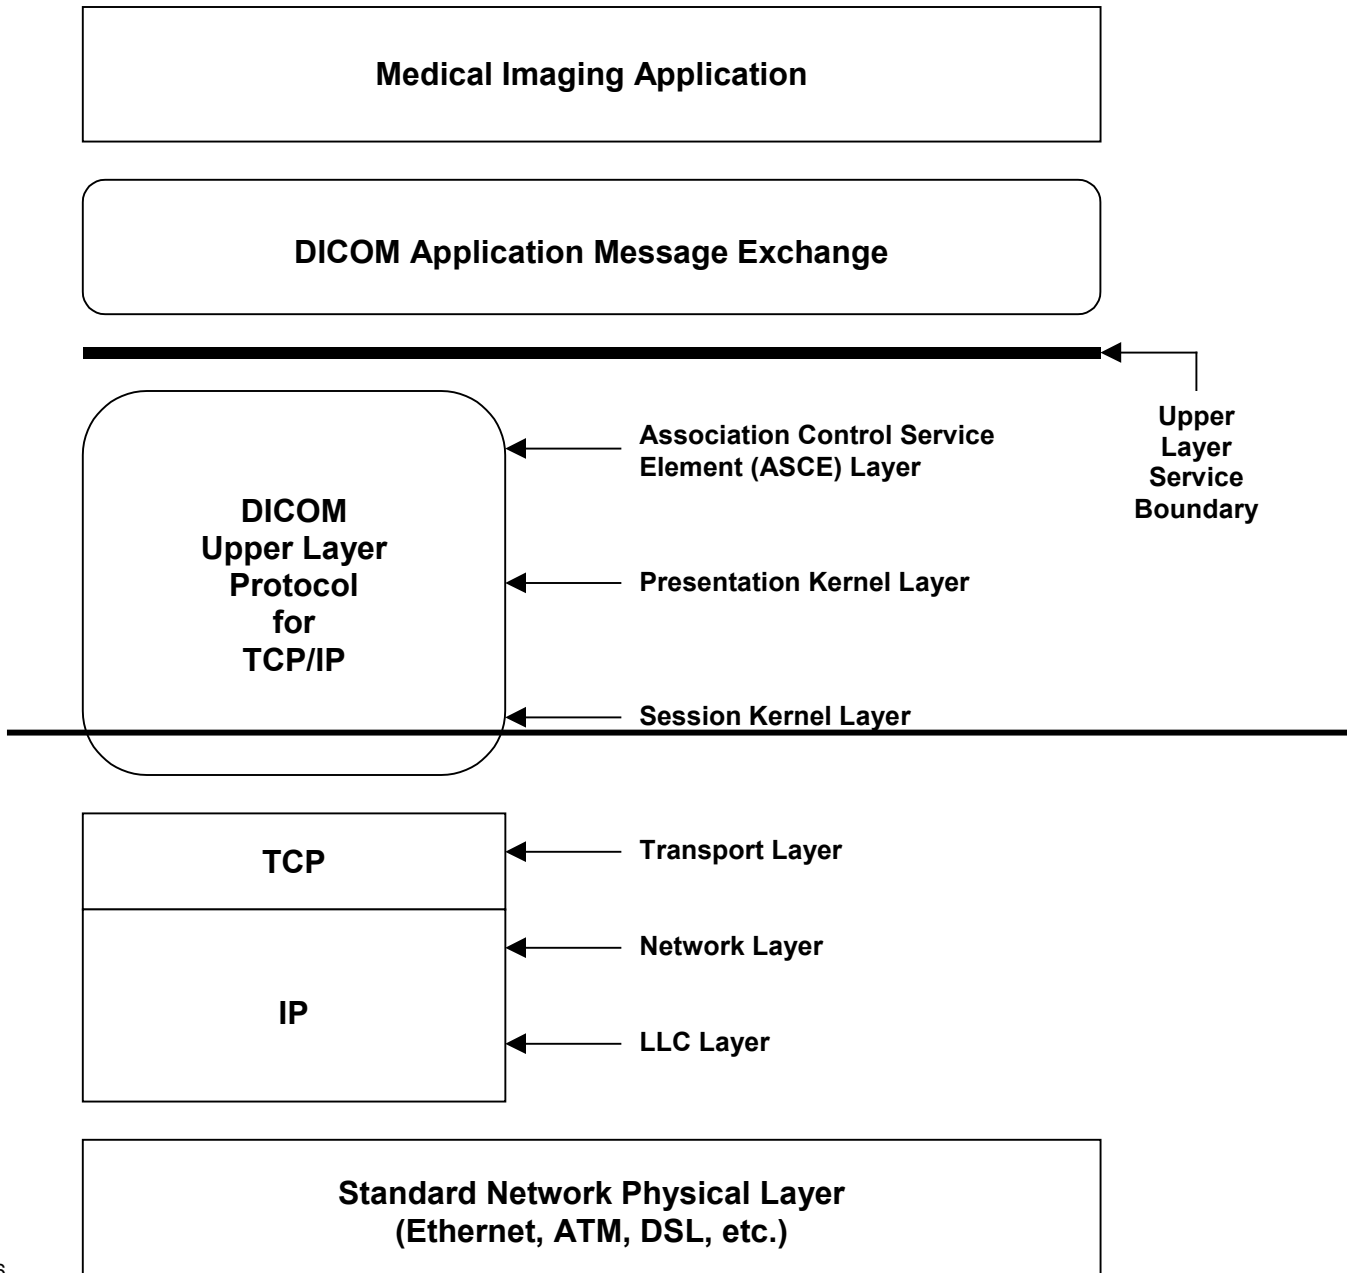 Medical Imaging Application
DICOM Application Message Exchange
Upper
Layer
Service
Boundary
Association Control Service
Element (ASCE) Layer
DICOM
Upper Layer
Protocol
for
TCP/IP
Presentation Kernel Layer
Session Kernel Layer
TCP
Transport Layer
Network Layer
IP
LLC Layer
Standard Network Physical Layer
(Ethernet, ATM, DSL, etc.)